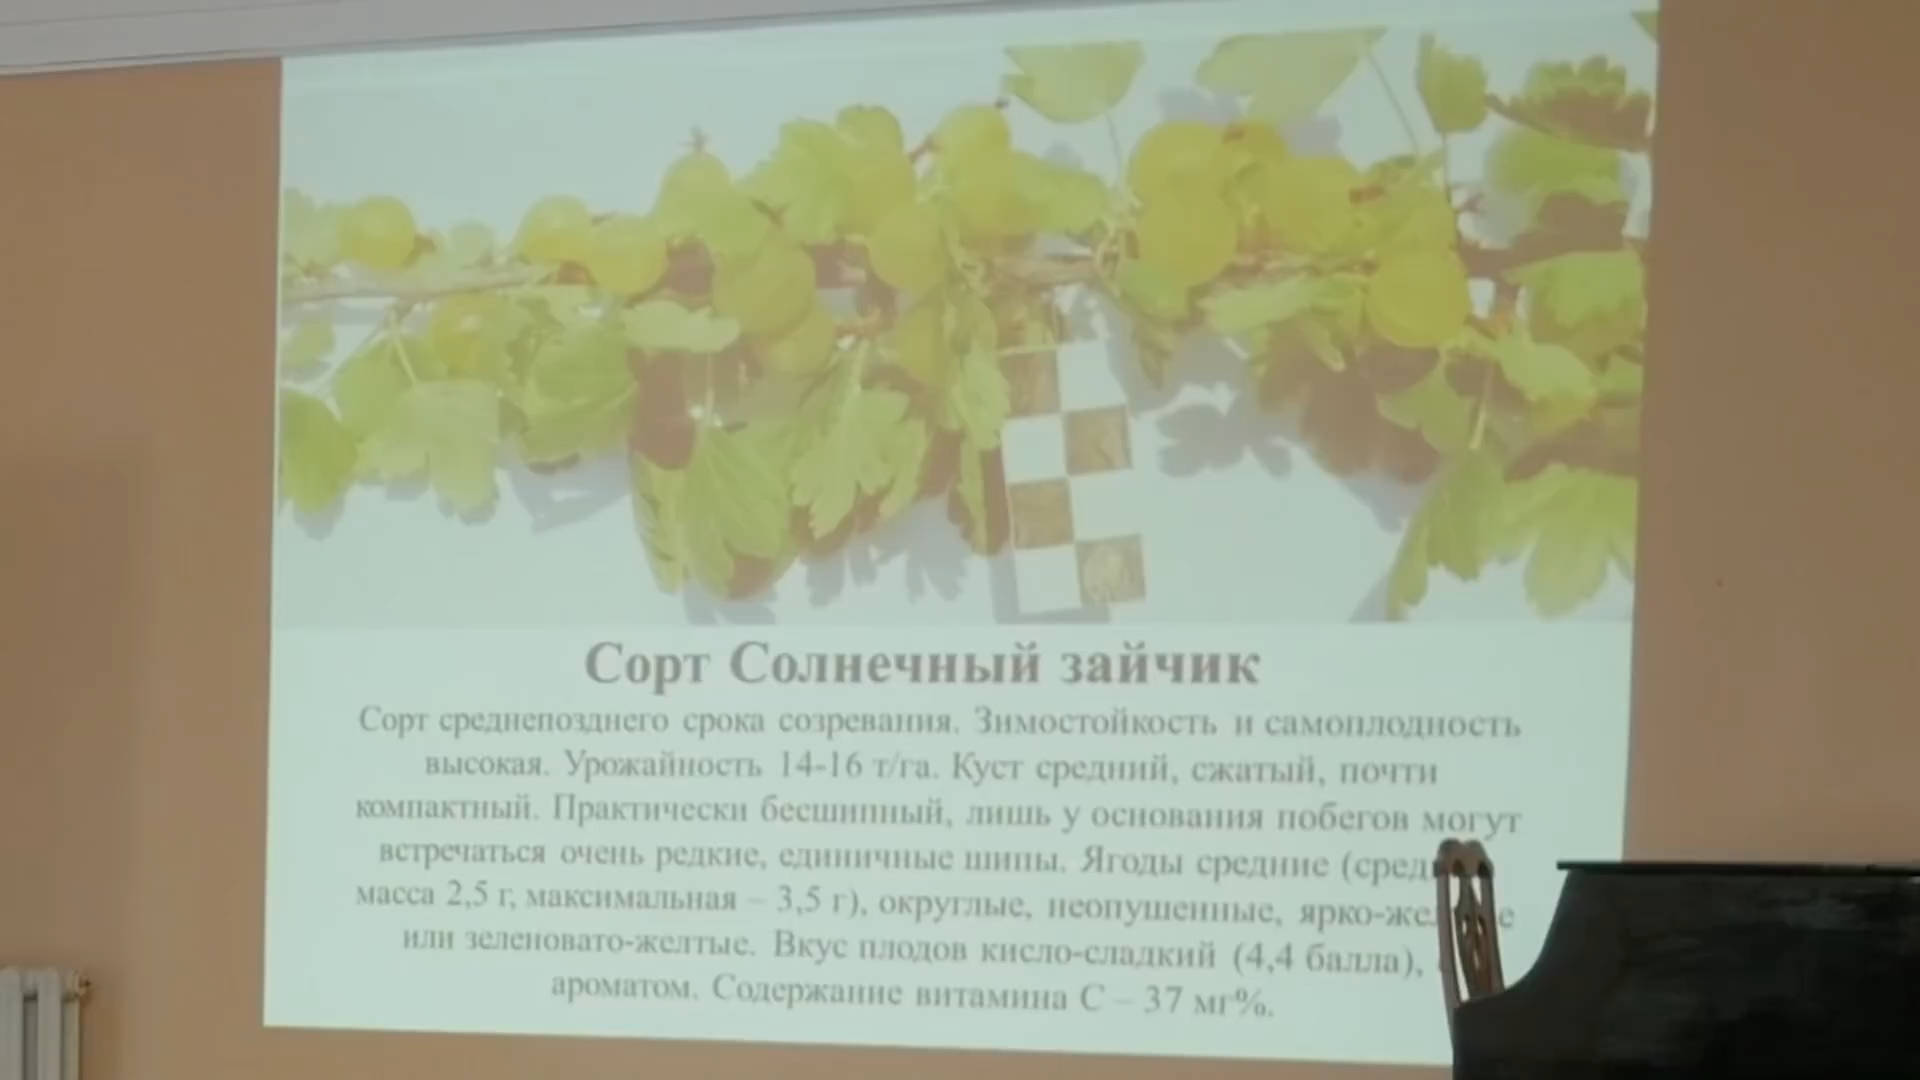 Сорт Солнечный зайчик
Сорт среднепозднего срока созревания. Зимостойкость и самоплодность
высокая. Урожайность 14-16 т/га. Куст средний, сжатый, почти
компактный. Практически бесшипный, лишь у основания побегов могут
встречаться очень редкие, единичные шипы. Ягоды средние (сред
масса 2,5 г, максимальная – 3,5 г), округлые, неопушенные,
или зеленовато-желтые. Вкус плодов кисло-сладкий (4,4 балла),
ароматом. Содержание витамина С – 37 мг%.